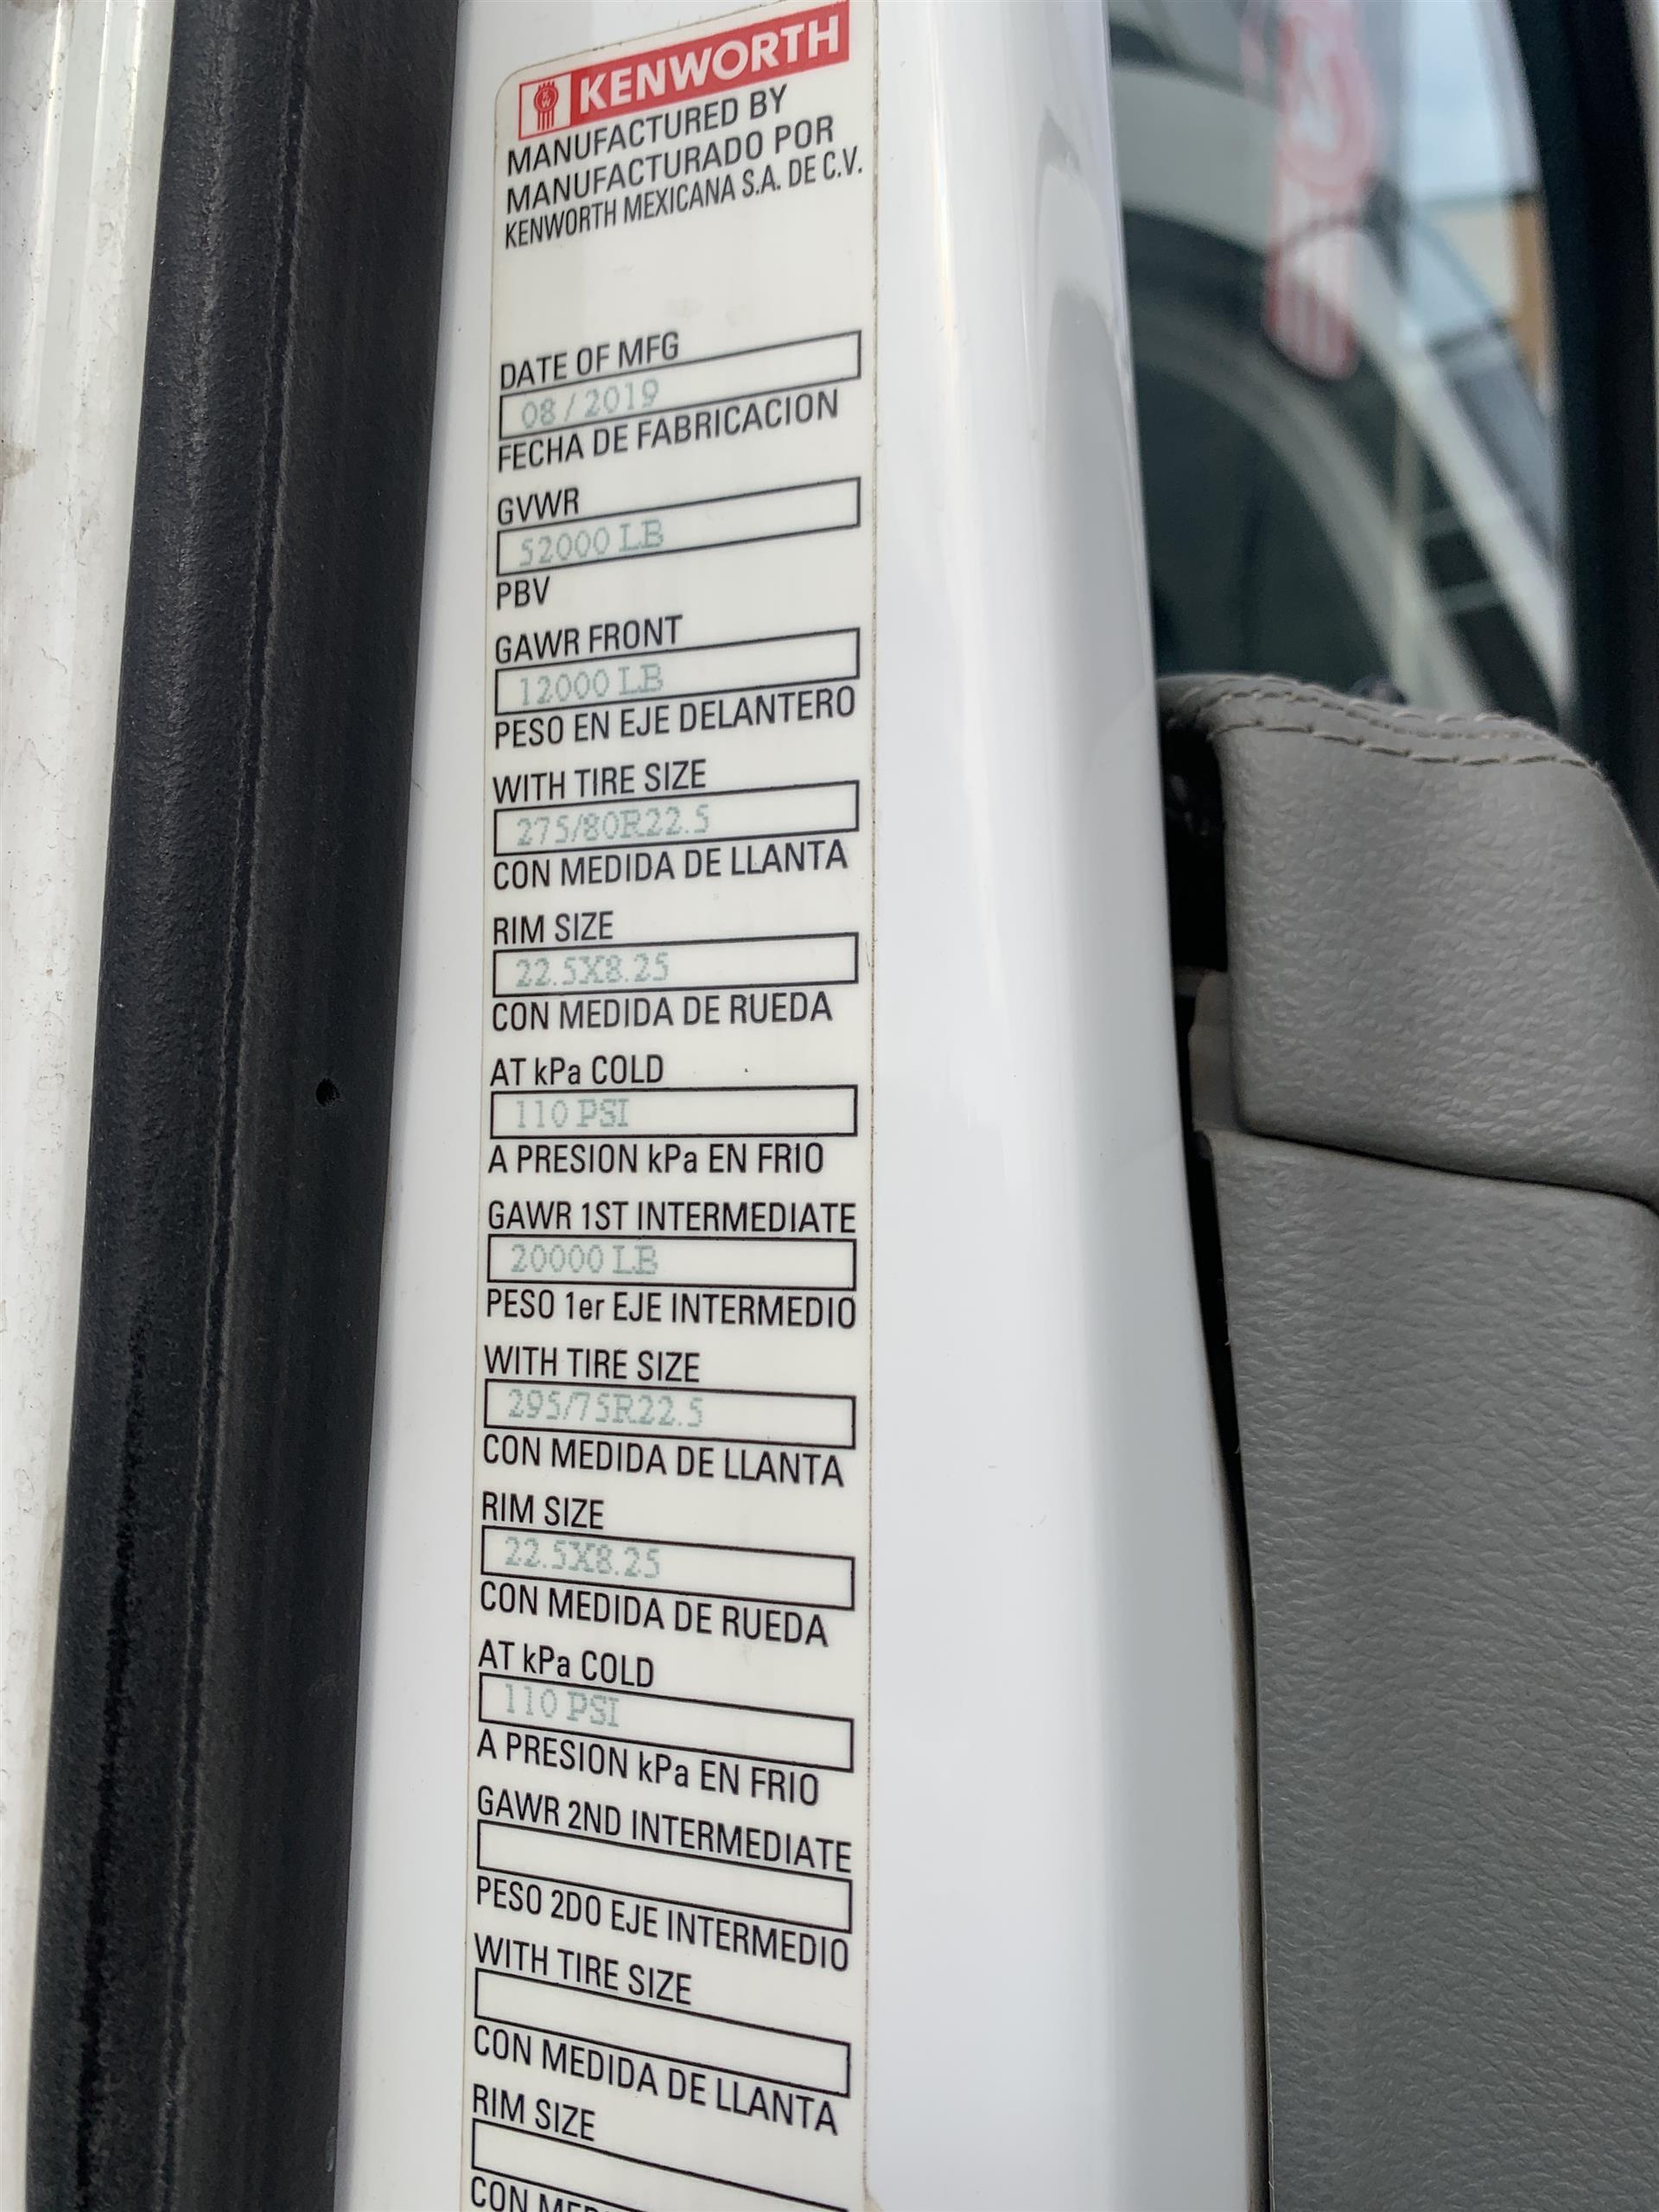 KENWORTH
MANUFACTURED BY
MANUFACTURADO POR
KENWORTH MEXICANA S.A. DE C.V.
DATE OF MFG
08 / 2019
FECHA DE FABRICACION
GVWR
52000 LB
PBV
GAWR FRONT
12000 LB
PESO EN EJE DELANTERO
WITH TIRE SIZE
275/80R22.5
CON MEDIDA DE LLANTA
RIM SIZE
22.5X8.25
CON MEDIDA DE RUEDA
AT kPa COLD
110 PSI
A PRESION kPa EN FRIO
GAWR 1ST INTERMEDIATE
20000 LB
PESO 1er EJE INTERMEDIO
WITH TIRE SIZE
295/75R22.5
CON MEDIDA DE LLANTA
RIM SIZE
22.5X8.25
CON MEDIDA DE RUEDA
AT kPa COLD
110 PSI
A PRESION kPa EN FRIO
GAWR 2ND INTERMEDIATE
PESO 2DO EJE INTERMEDIO
WITH TIRE SIZE
CON MEDIDA DE LLANTA
RIM SIZE
CON